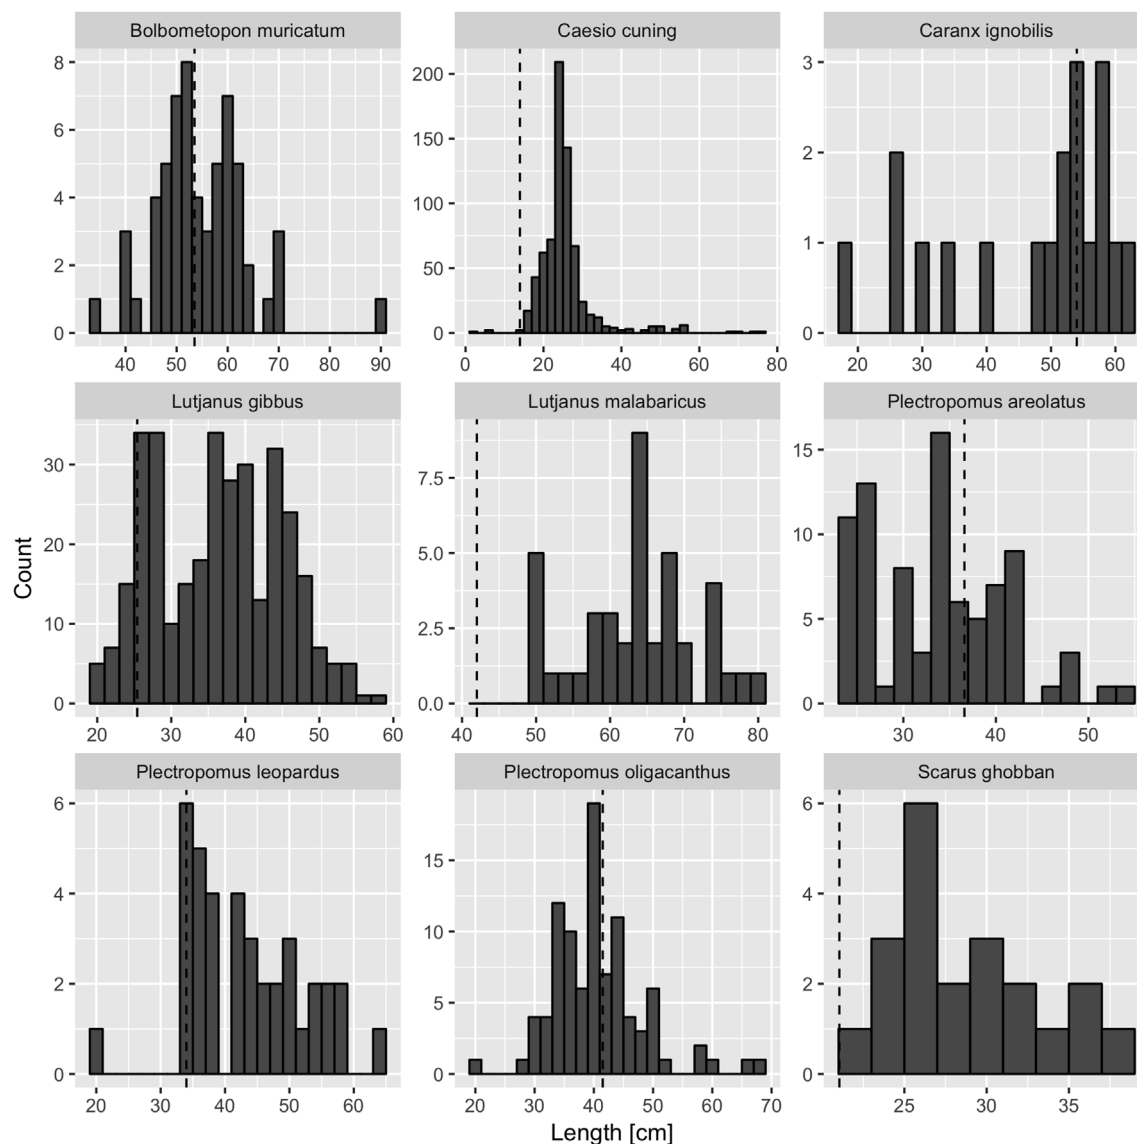 Bolbometopon muricatum
Caesio cuning
Caranx ignobilis
8
6
4
2
0
40 50 60 70 80 90
200
150
100
50
0
0 20 40 60 80
3
2
1
0
20 30 40 50 60
Lutjanus gibbus
Lutjanus malabaricus
Plectropomus areolatus
Count
30
20
10
0
20 30 40 50 60
7.5
5.0
2.5
0.0
40 50 60 70 80
15
10
5
0
30 40 50
Plectropomus leopardus
Plectropomus oligacanthus
Scarus ghobban
6
4
2
0
20 30 40 50 60
15
10
5
0
20 30 40 50 60 70
6
4
2
0
25 30 35
Length [cm]